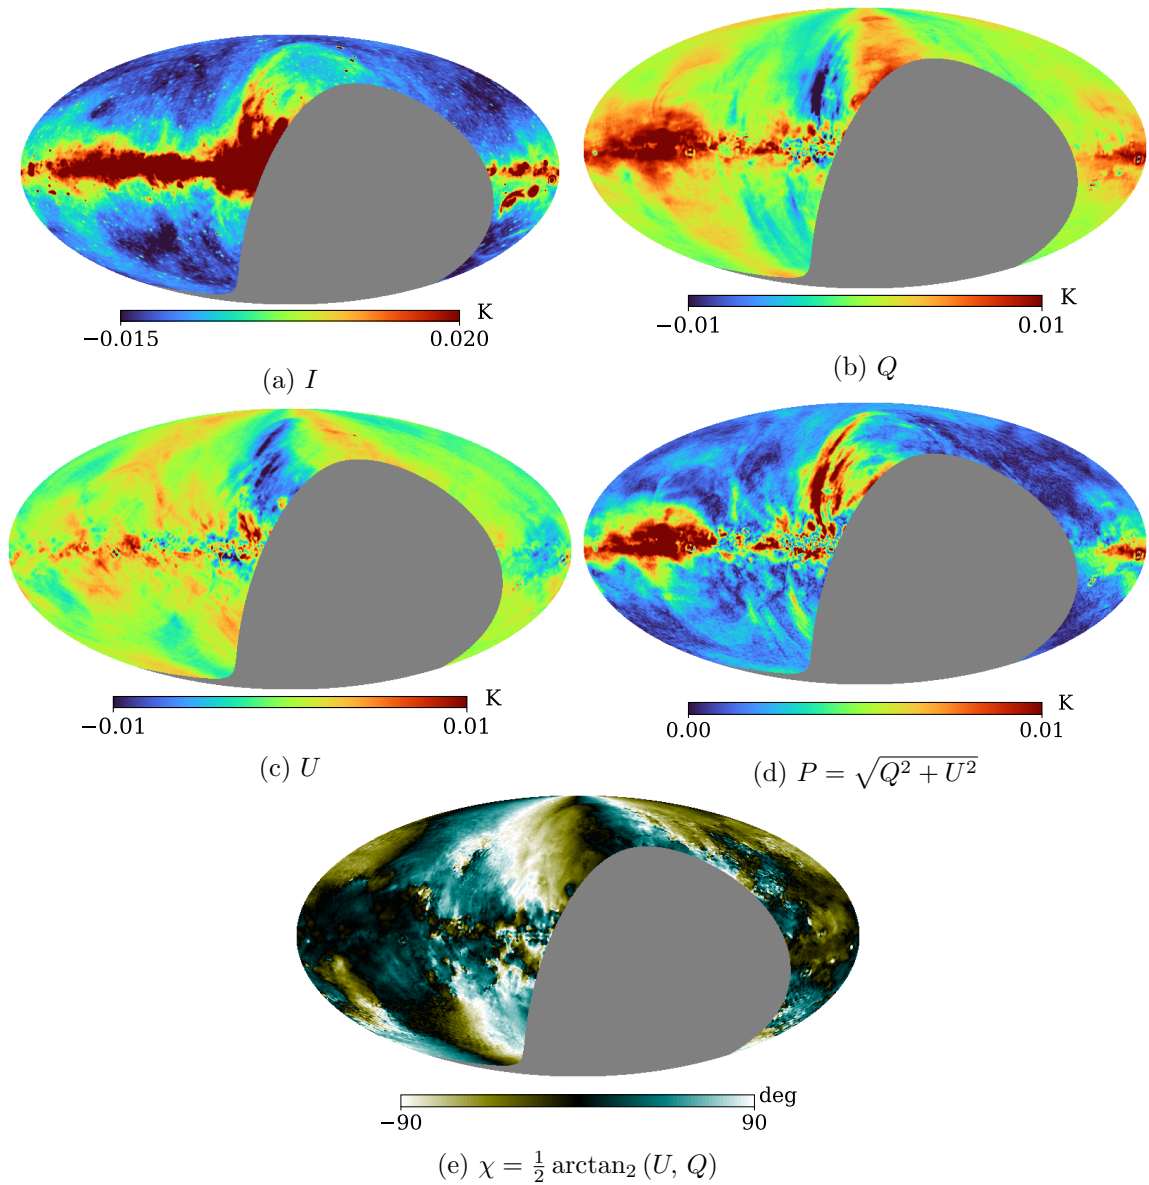 K
−0.015 0.020
(a) I
K
−0.01 0.01
(b) Q
K
−0.01 0.01
(c) U
K
0.00 0.01
(d) P = √(Q² + U²)
deg
−90 90
(e) χ = ½ arctan₂ (U, Q)